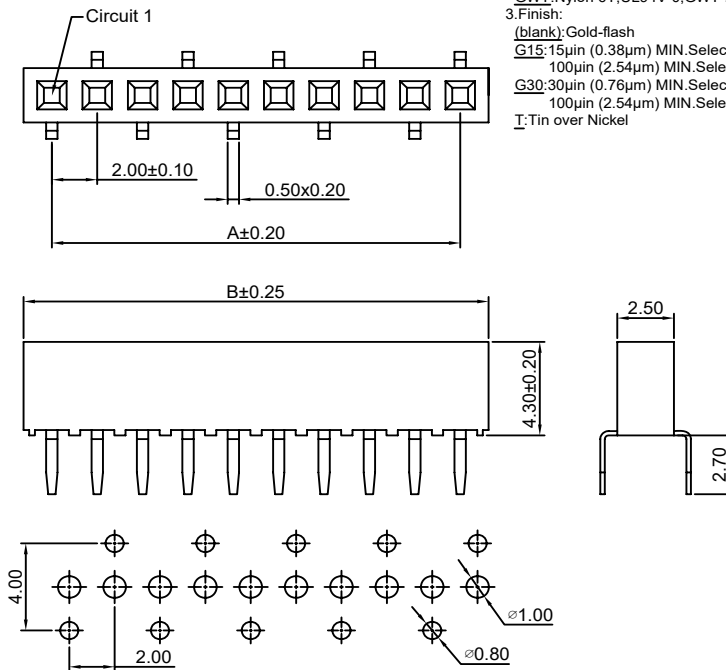 Circuit 1
3.Finish:
(blank):Gold-flash
G15:15μin (0.38μm) MIN.Selec
100μin (2.54μm) MIN.Sele
G30:30μin (0.76μm) MIN.Selec
100μin (2.54μm) MIN.Sele
T:Tin over Nickel
2.00±0.10
0.50x0.20
A±0.20
B±0.25
2.50
4.30±0.20
2.70
4.00
2.00
⌀1.00
⌀0.80